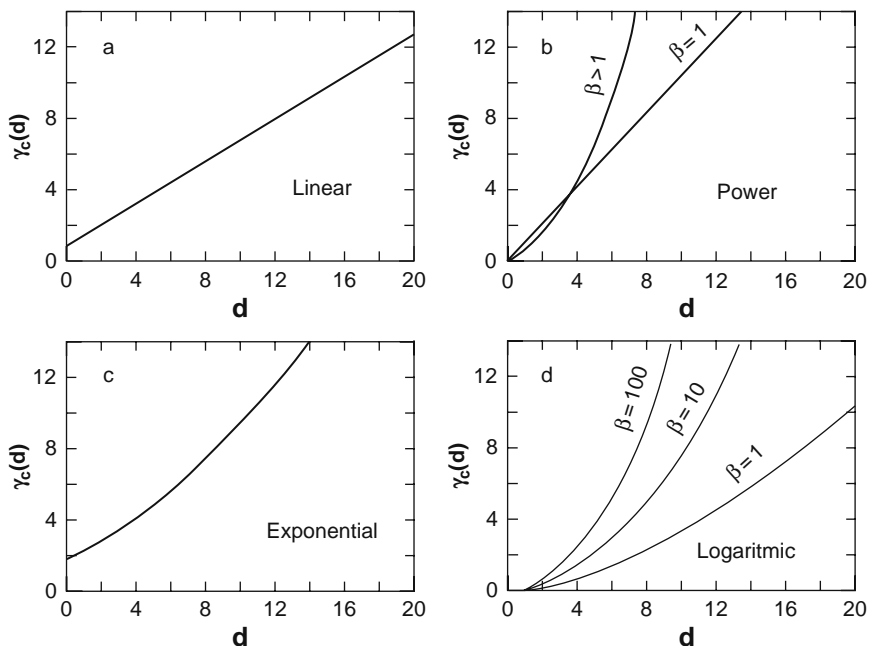 a
12
8
4
0
γc(d)
Linear
0 4 8 12 16 20
d
b
12
8
4
0
γc(d)
β>1
β=1
Power
0 4 8 12 16 20
d
c
12
8
4
0
γc(d)
Exponential
0 4 8 12 16 20
d
d
12
8
4
0
γc(d)
β=100
β=10
β=1
Logaritmic
0 4 8 12 16 20
d